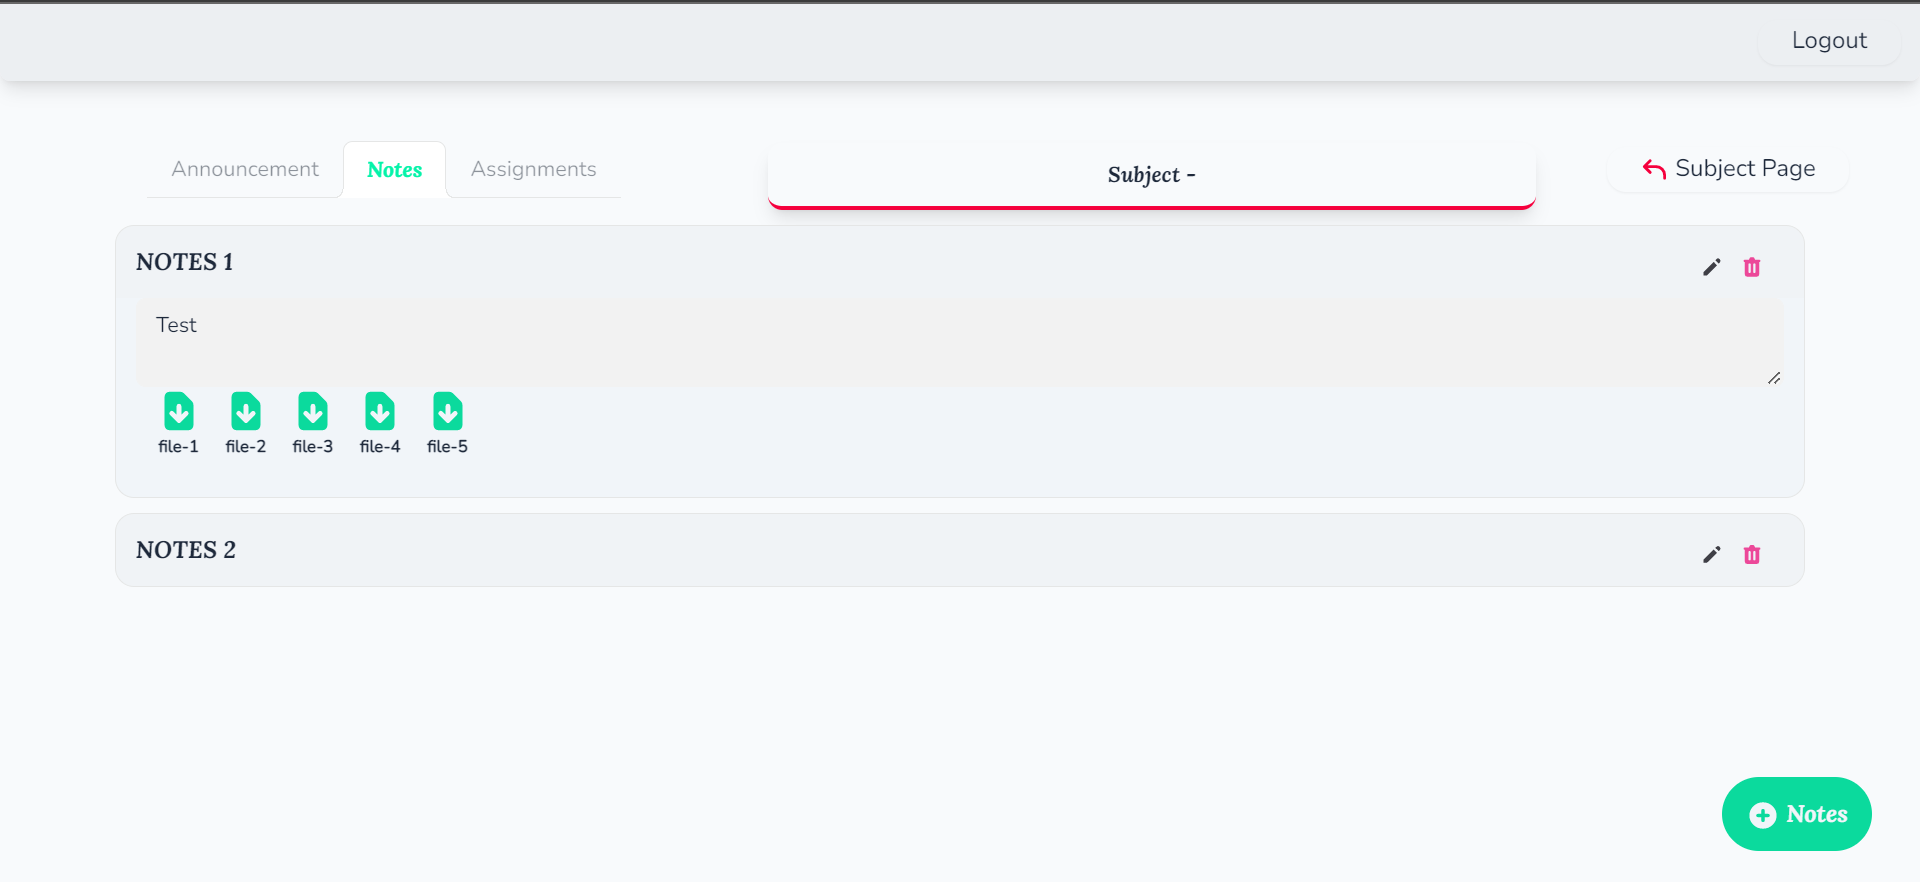 Logout
Announcement
Notes
Assignments
Subject -
Subject Page
NOTES 1
Test
file-1
file-2
file-3
file-4
file-5
NOTES 2
Notes